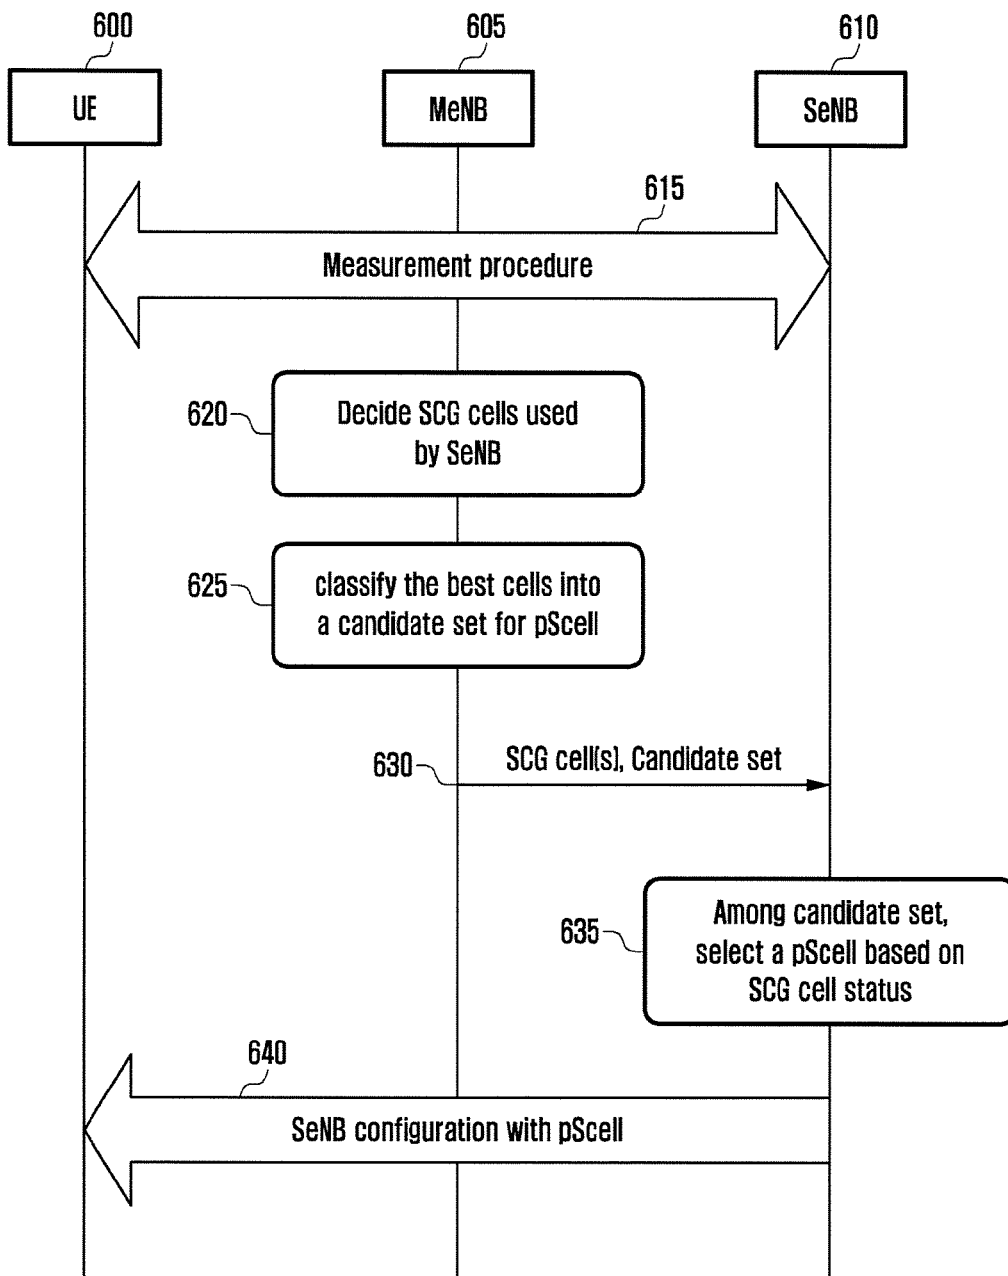 600
605
610
UE
MeNB
SeNB
615
Measurement procedure
620
Decide SCG cells used
by SeNB
625
classify the best cells into
a candidate set for pScell
630
SCG cell(s), Candidate set
635
Among candidate set,
select a pScell based on
SCG cell status
640
SeNB configuration with pScell